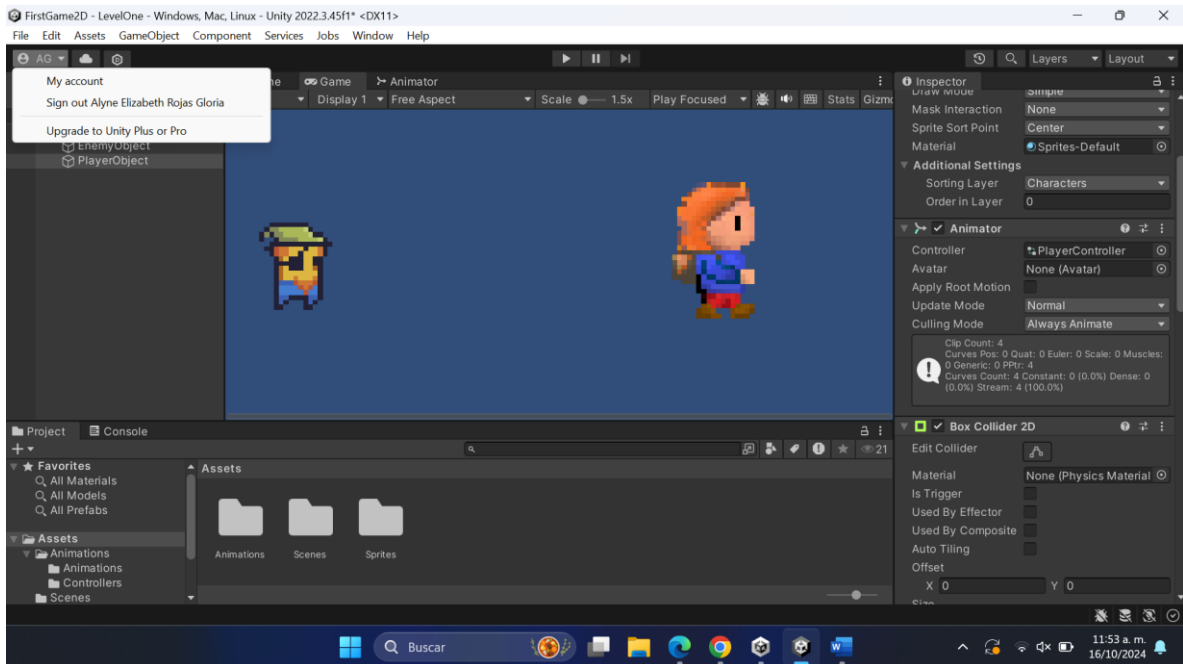 FirstGame2D - LevelOne - Windows, Mac, Linux - Unity 2022.3.45f1* <DX11>
File Edit Assets GameObject Component Services Jobs Window Help
AG
Layers Layout
My account
Sign out Alyne Elizabeth Rojas Gloria
Upgrade to Unity Plus or Pro
Game Animator
Display 1 Free Aspect Scale 1.5x Play Focused Stats Gizmo
EnemyObject
PlayerObject
Inspector
Draw Mode Simple
Mask Interaction None
Sprite Sort Point Center
Material Sprites-Default
Additional Settings
Sorting Layer Characters
Order in Layer 0
Animator
Controller PlayerController
Avatar None (Avatar)
Apply Root Motion
Update Mode Normal
Culling Mode Always Animate
Clip Count: 4
Curves Pos: 0 Quat: 0 Euler: 0 Scale: 0 Muscles:
0 Generic: 0 PPtr: 4
Curves Count: 4 Constant: 0 (0.0%) Dense: 0
(0.0%) Stream: 4 (100.0%)
Box Collider 2D
Edit Collider
Material None (Physics Material
Is Trigger
Used By Effector
Used By Composite
Auto Tiling
Offset
X 0 Y 0
Size
Project Console
21
Favorites
All Materials
All Models
All Prefabs
Assets
Animations
Animations
Controllers
Scenes
Assets
Animations Scenes Sprites
Buscar
11:53 a. m.
16/10/2024